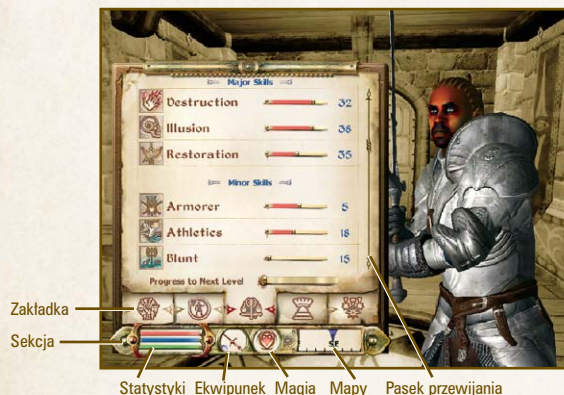 Major Skills
Destruction 32
Illusion 38
Restoration 35
Minor Skills
Armorer 5
Athletics 18
Blunt 15
Progress to Next Level
Zakładka
Sekcja
SE
Statystyki Ekwipunek Magia Mapy Pasek przewijania